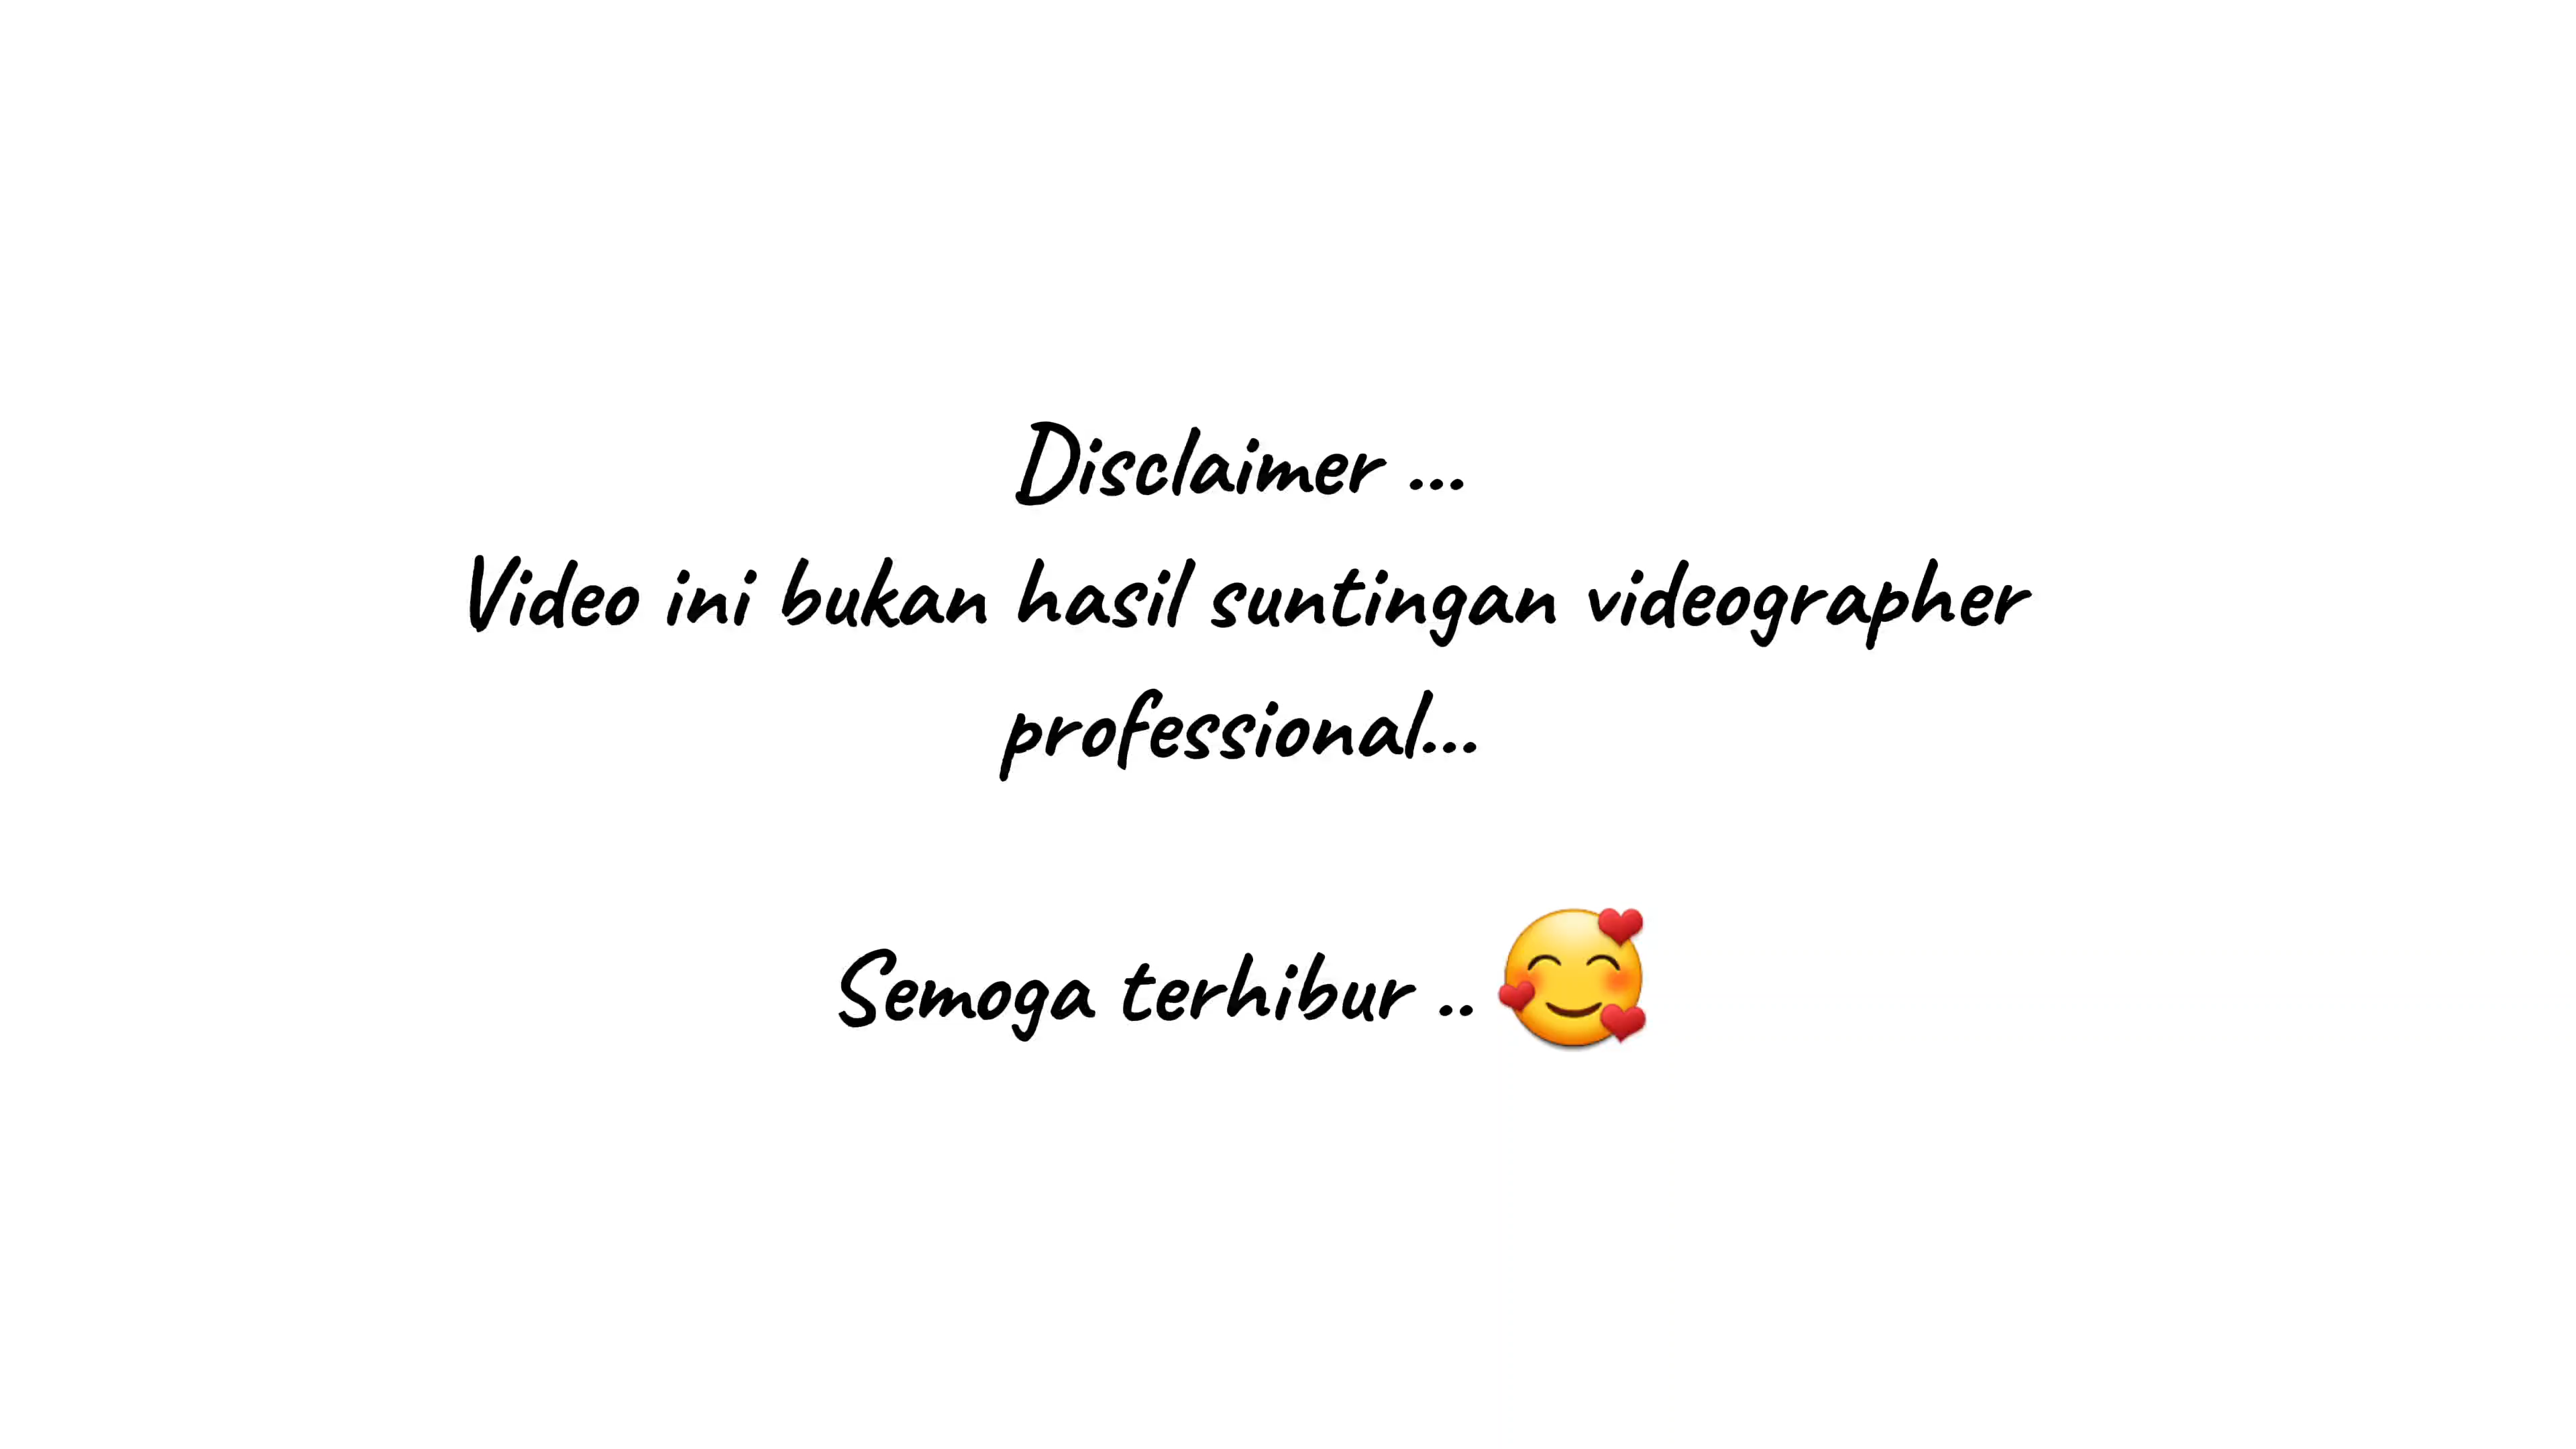 Disclaimer ...
Video ini bukan hasil suntingan videographer
professional...
Semoga terhibur .. 🥰